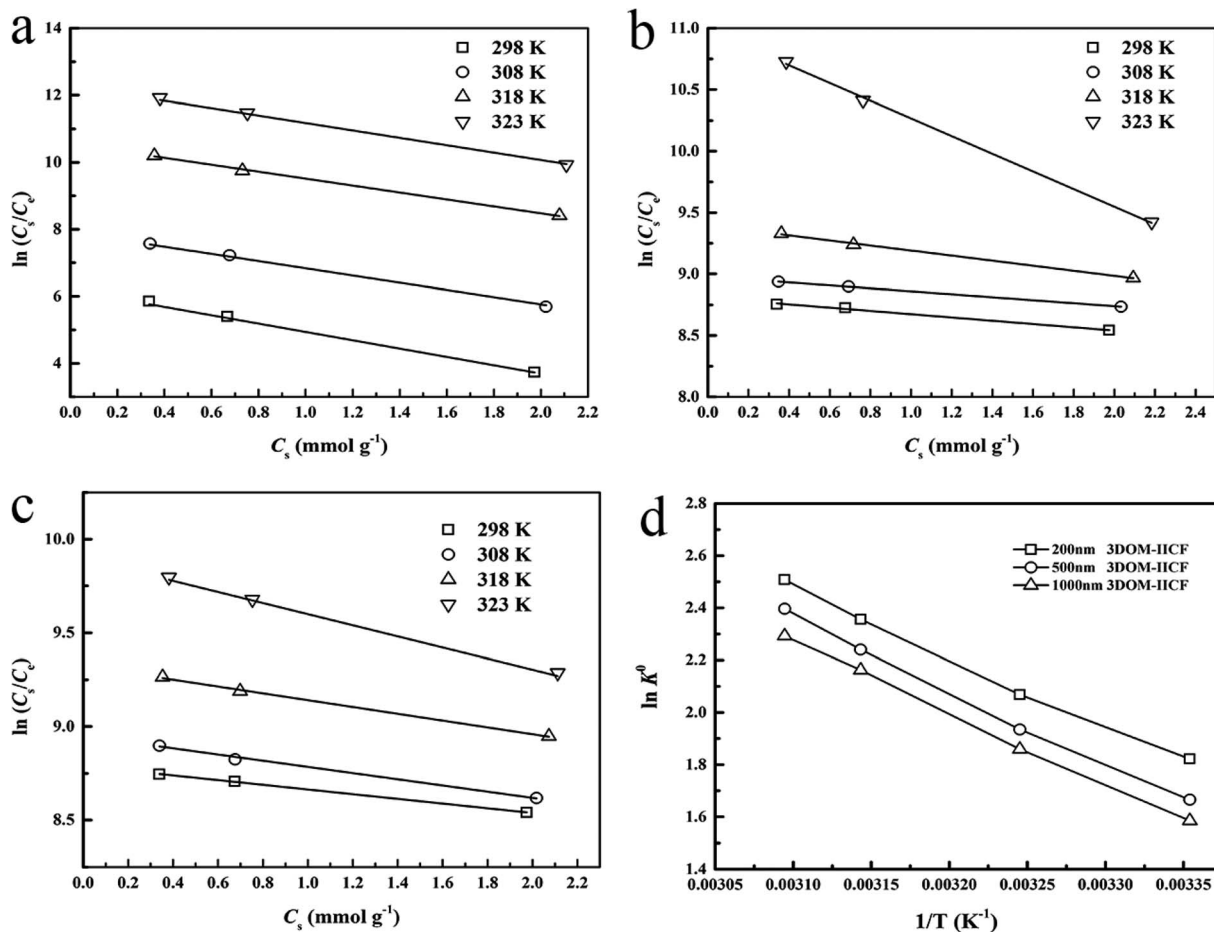 a
ln (Cs/Ce)
14
12
10
8
6
4
298 K
308 K
318 K
323 K
0.0 0.2 0.4 0.6 0.8 1.0 1.2 1.4 1.6 1.8 2.0 2.2
Cs (mmol g-1)
b
ln (Cs/Ce)
11.0
10.5
10.0
9.5
9.0
8.5
8.0
298 K
308 K
318 K
323 K
0.0 0.2 0.4 0.6 0.8 1.0 1.2 1.4 1.6 1.8 2.0 2.2 2.4
Cs (mmol g-1)
c
ln (Cs/Ce)
10.0
9.5
9.0
8.5
298 K
308 K
318 K
323 K
0.0 0.2 0.4 0.6 0.8 1.0 1.2 1.4 1.6 1.8 2.0 2.2
Cs (mmol g-1)
d
ln K0
2.8
2.6
2.4
2.2
2.0
1.8
1.6
1.4
200nm 3DOM-IICF
500nm 3DOM-IICF
1000nm 3DOM-IICF
0.00305 0.00310 0.00315 0.00320 0.00325 0.00330 0.00335
1/T (K-1)